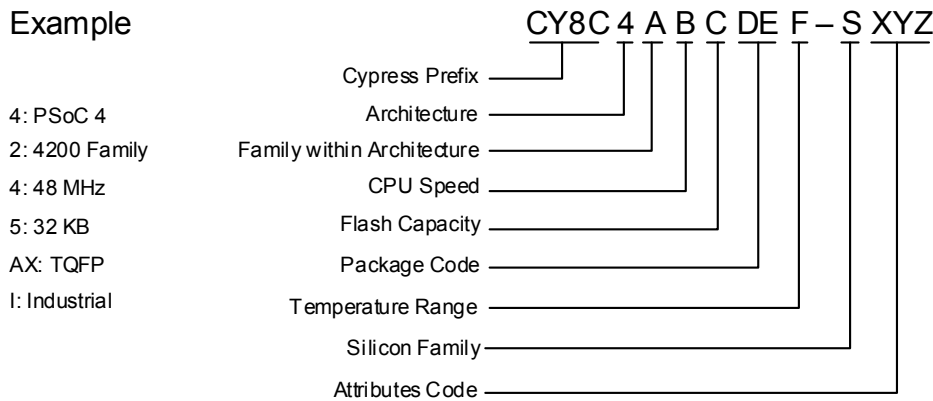 Example CY8C 4 A B C DE F – S XYZ
Cypress Prefix
4: PSoC 4 Architecture
2: 4200 Family Family within Architecture
4: 48 MHz CPU Speed
5: 32 KB Flash Capacity
AX: TQFP Package Code
I: Industrial Temperature Range
Silicon Family
Attributes Code